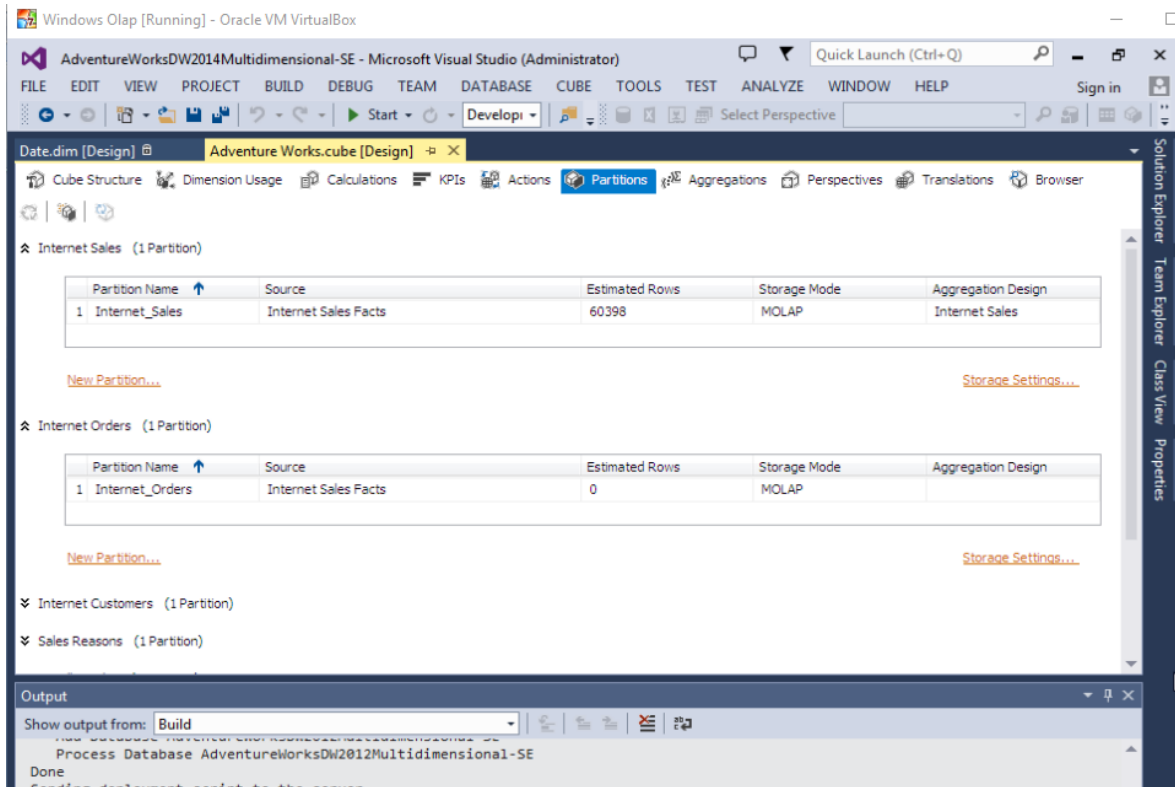 Windows Olap [Running] - Oracle VM VirtualBox
AdventureWorksDW2014Multidimensional-SE - Microsoft Visual Studio (Administrator) Quick Launch (Ctrl+Q)
FILE EDIT VIEW PROJECT BUILD DEBUG TEAM DATABASE CUBE TOOLS TEST ANALYZE WINDOW HELP Sign in
Start Develop Select Perspective
Date.dim [Design] Adventure Works.cube [Design]
Cube Structure Dimension Usage Calculations KPIs Actions Partitions Aggregations Perspectives Translations Browser
Internet Sales (1 Partition)
Partition Name Source Estimated Rows Storage Mode Aggregation Design
1 Internet_Sales Internet Sales Facts 60398 MOLAP Internet Sales
New Partition... Storage Settings...
Internet Orders (1 Partition)
Partition Name Source Estimated Rows Storage Mode Aggregation Design
1 Internet_Orders Internet Sales Facts 0 MOLAP
New Partition... Storage Settings...
Internet Customers (1 Partition)
Sales Reasons (1 Partition)
Solution Explorer
Team Explorer
Class View
Properties
Output
Show output from: Build
Process Database AdventureWorksDW2012Multidimensional-SE
Done